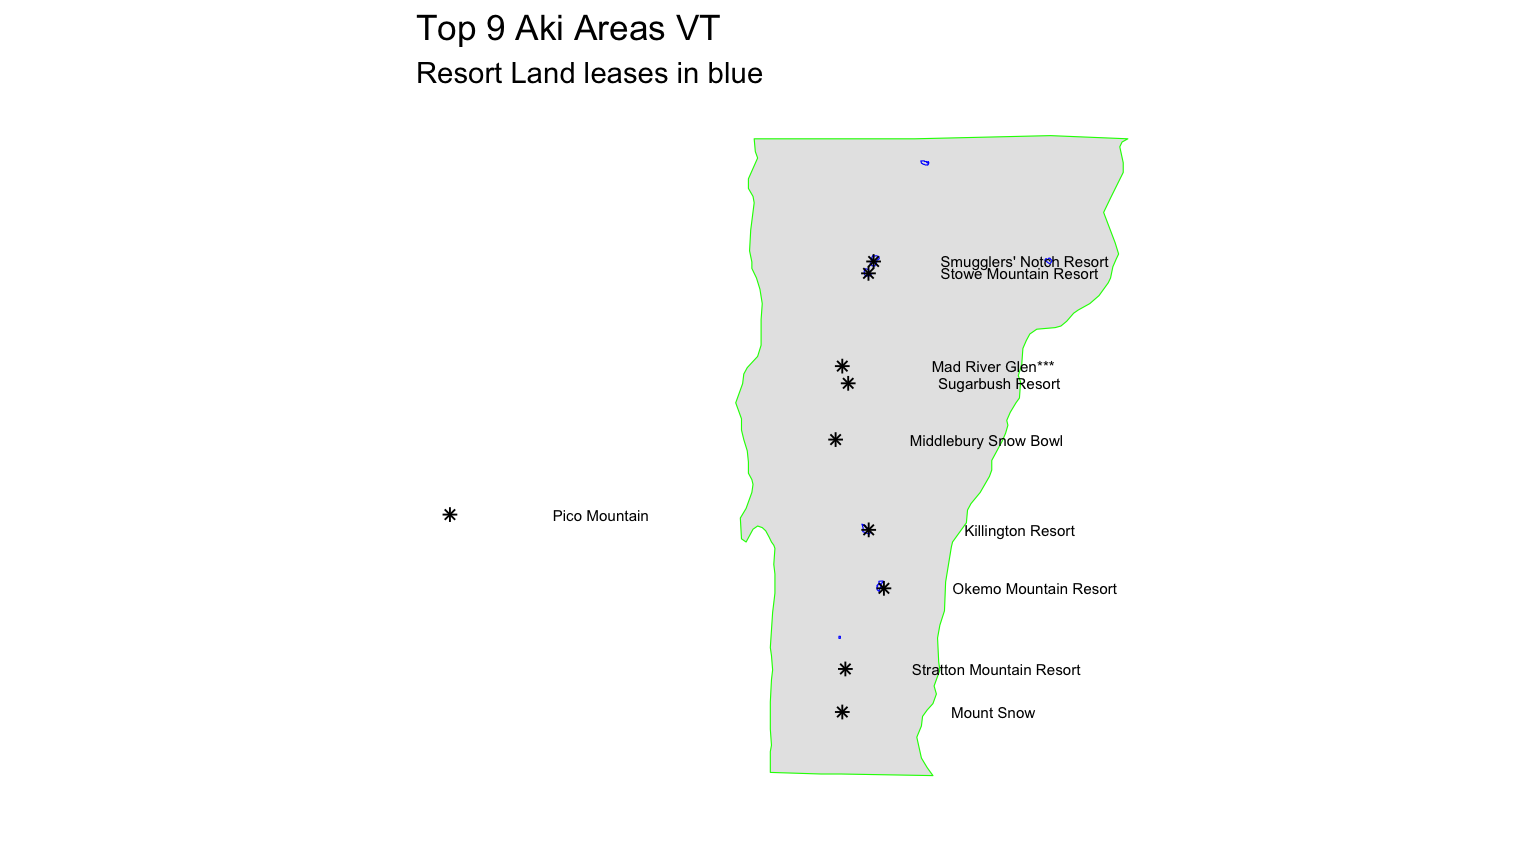 Top 9 Aki Areas VT
Resort Land leases in blue
Smugglers' Notch Resort
Stowe Mountain Resort
Mad River Glen***
Sugarbush Resort
Middlebury Snow Bowl
Pico Mountain
Killington Resort
Okemo Mountain Resort
Stratton Mountain Resort
Mount Snow